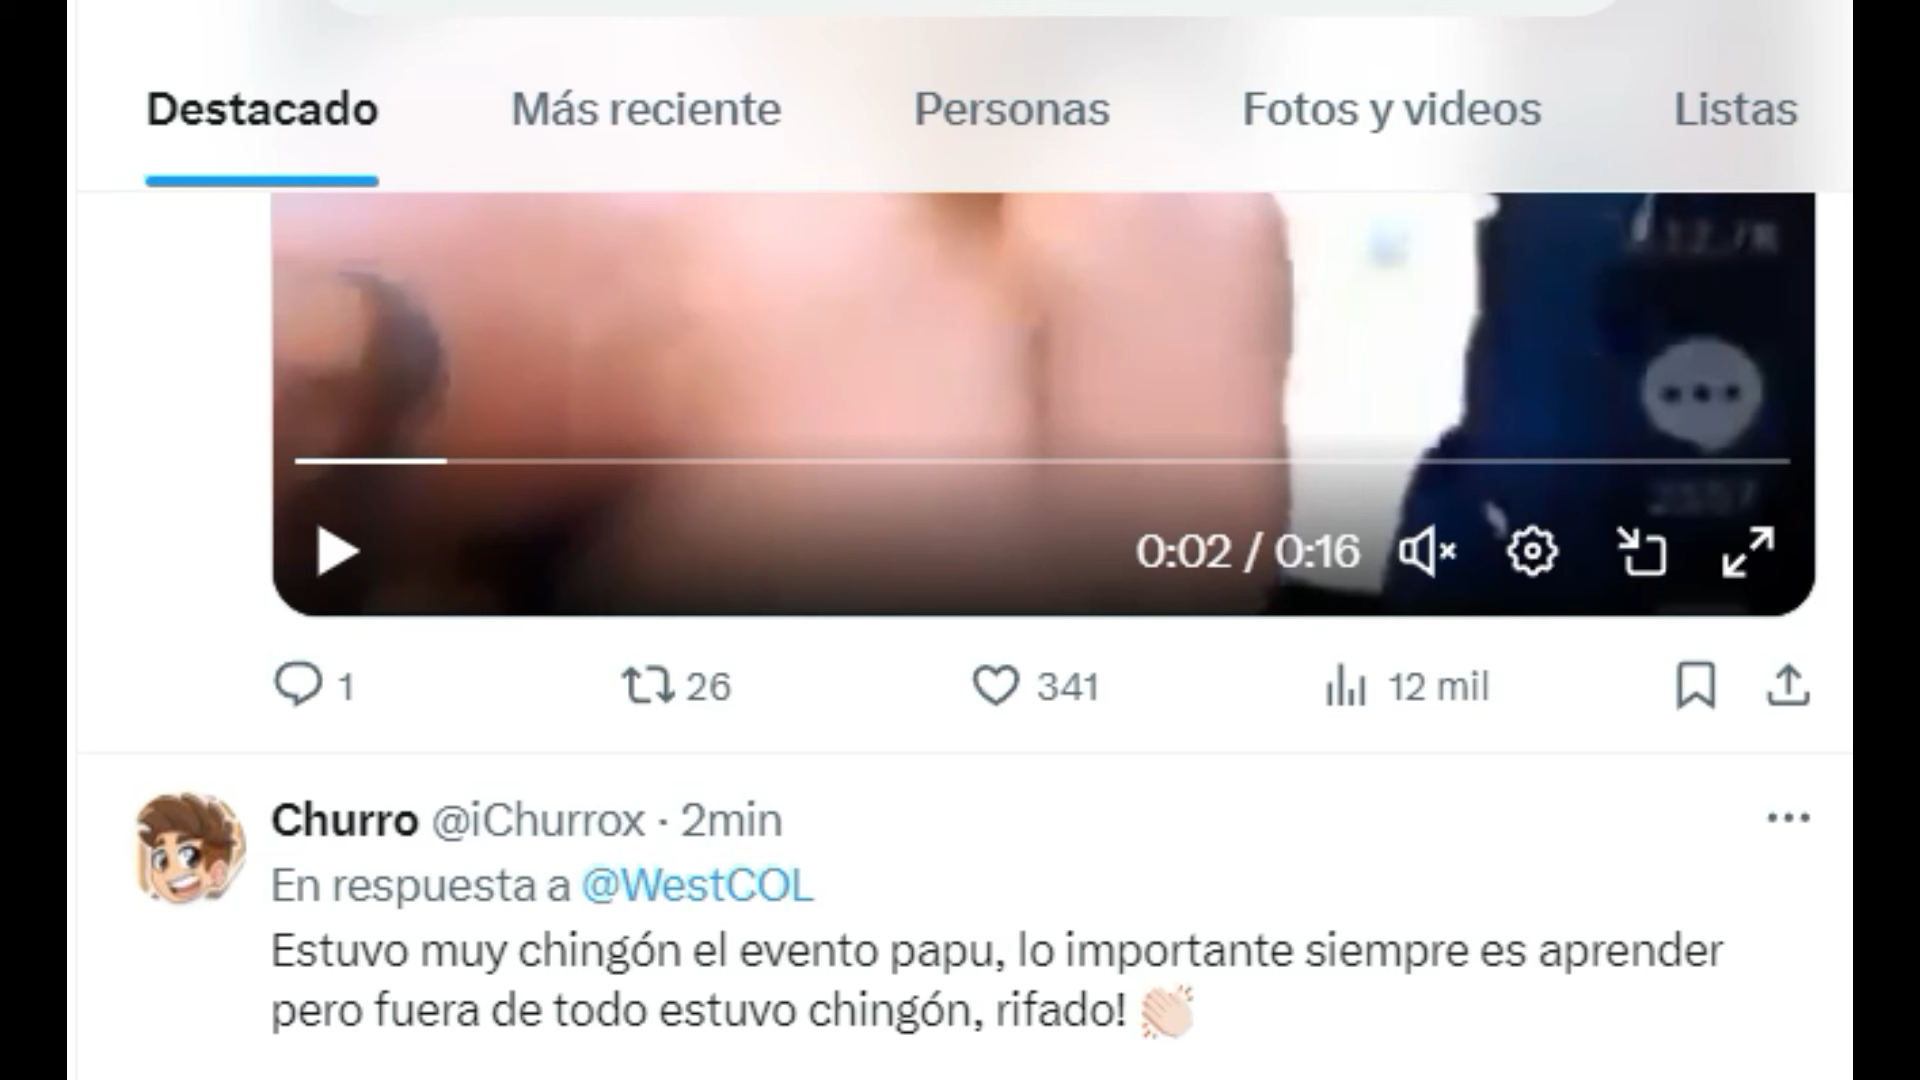 Destacado Más reciente Personas Fotos y videos Listas
0:02 / 0:16
1 26 341 12 mil
Churro @iChurrox · 2min
En respuesta a @WestCOL
Estuvo muy chingón el evento papu, lo importante siempre es aprender
pero fuera de todo estuvo chingón, rifado!